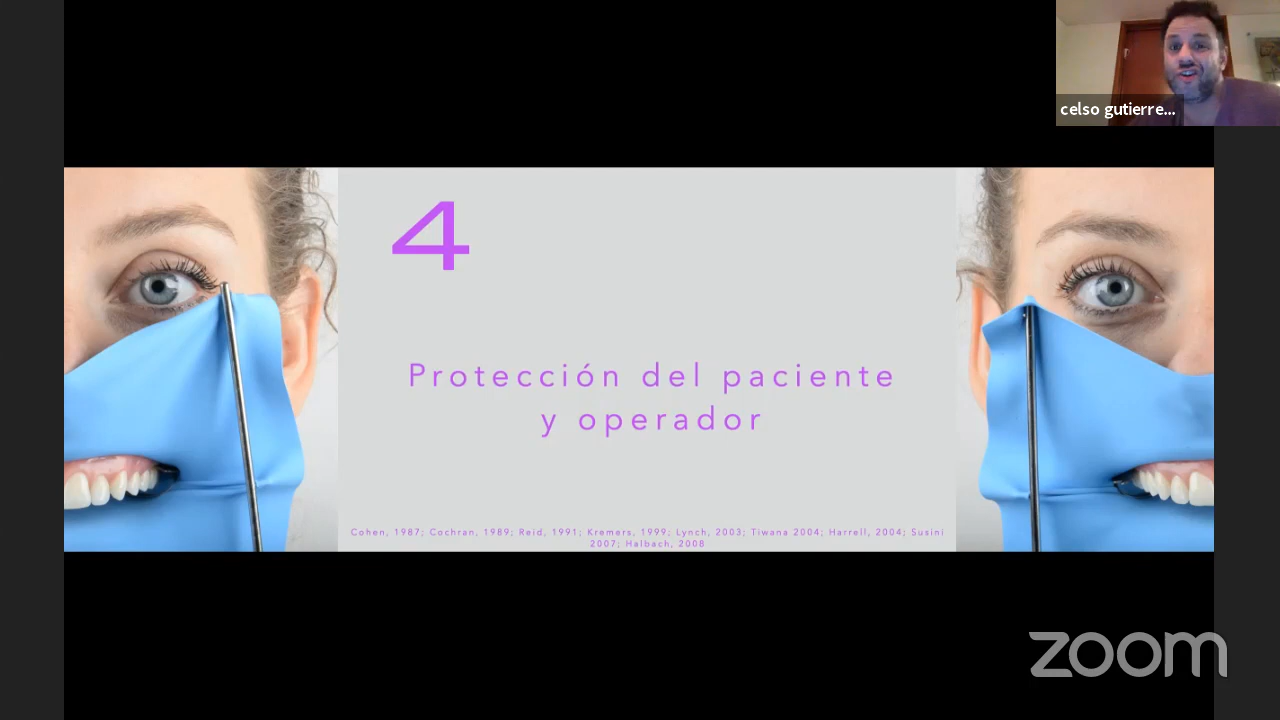 celso gutierre...
4
Protección del paciente
y operador
Cohen, 1987; Cochran, 1989; Reid, 1991; Kremers, 1999; Lynch, 2003; Tiwana 2004; Harrell, 2004; Susini
2007; Halbach, 2008
zoom